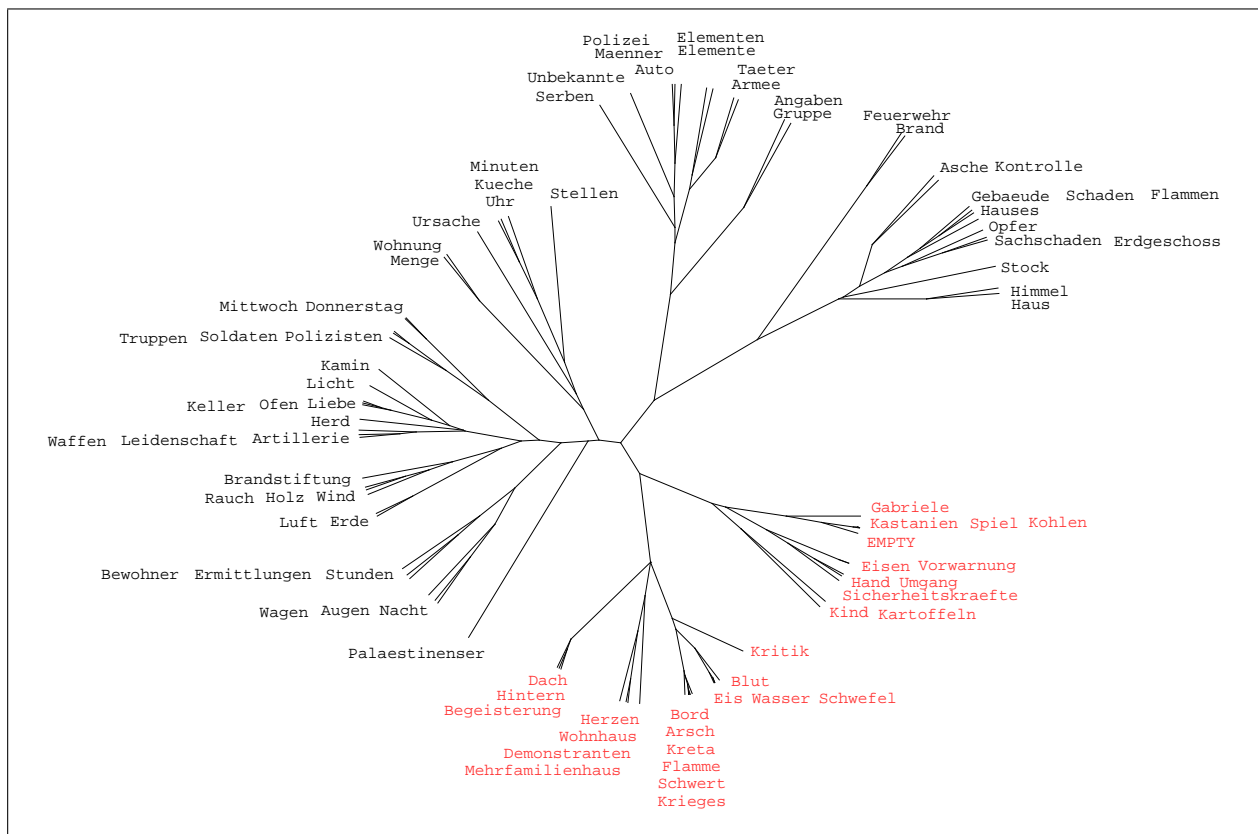 Polizei Elementen
Maenner Elemente
Unbekannte Auto Taeter
Serben Armee
Angaben
Gruppe
Feuerwehr
Brand
Minuten
Kueche
Uhr
Stellen
Asche Kontrolle
Gebaeude Schaden Flammen
Hauses
Opfer
Sachschaden Erdgeschoss
Stock
Himmel
Haus
Ursache
Wohnung
Menge
Mittwoch Donnerstag
Truppen Soldaten Polizisten
Kamin
Licht
Keller Ofen Liebe
Herd
Waffen Leidenschaft Artillerie
Brandstiftung
Rauch Holz Wind
Luft Erde
Bewohner Ermittlungen Stunden
Wagen Augen Nacht
Palaestinenser
Gabriele
Kastanien Spiel Kohlen
EMPTY
Eisen Vorwarnung
Hand Umgang
Sicherheitskraefte
Kind Kartoffeln
Kritik
Blut
Eis Wasser Schwefel
Dach
Hintern
Begeisterung
Herzen
Wohnhaus
Demonstranten
Mehrfamilienhaus
Bord
Arsch
Kreta
Flamme
Schwert
Krieges